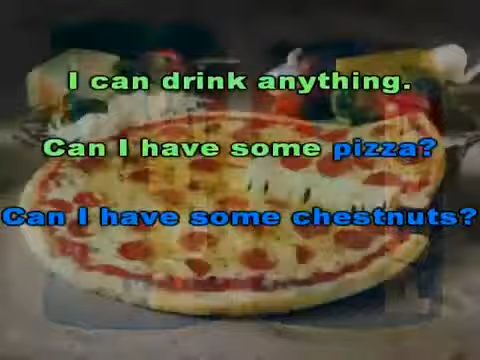 I can drink anything.
Can I have some pizza?
Can I have some chestnuts?